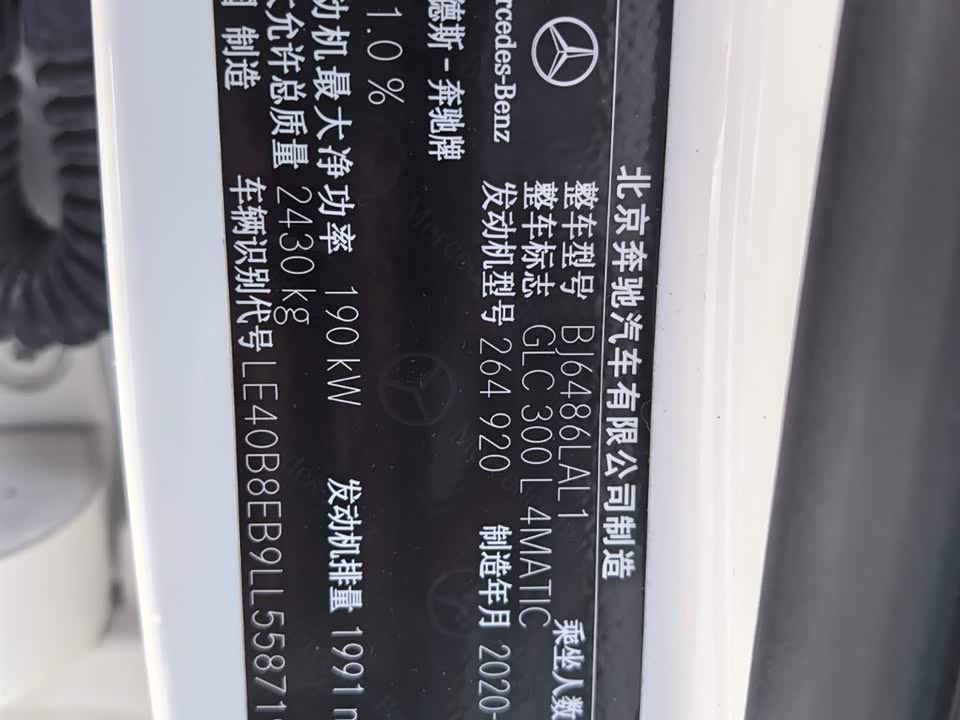 北京奔驰汽车有限公司制造
Mercedes-Benz
德斯-奔驰牌
整车型号 BJ6486LAL1 乘坐人数
整车标志 GLC 300 L 4MATIC
发动机型号 264 920 制造年月 2020-
1.0 %
动机最大净功率 190 kW 发动机排量 1991 m
允许总质量 2430 kg
制造 车辆识别代号 LE40B8EB9LL55871